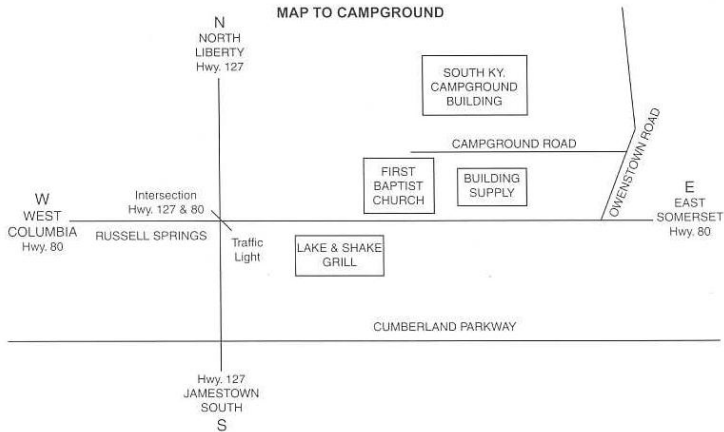 MAP TO CAMPGROUND
N
NORTH
LIBERTY
Hwy. 127
SOUTH KY.
CAMPGROUND
BUILDING
CAMPGROUND ROAD
OWENSTOWN ROAD
FIRST
BAPTIST
CHURCH
BUILDING
SUPPLY
W
WEST
COLUMBIA
Hwy. 80
Intersection
Hwy. 127 & 80
E
EAST
SOMERSET
Hwy. 80
RUSSELL SPRINGS
Traffic
Light
LAKE & SHAKE
GRILL
CUMBERLAND PARKWAY
Hwy. 127
JAMESTOWN
SOUTH
S